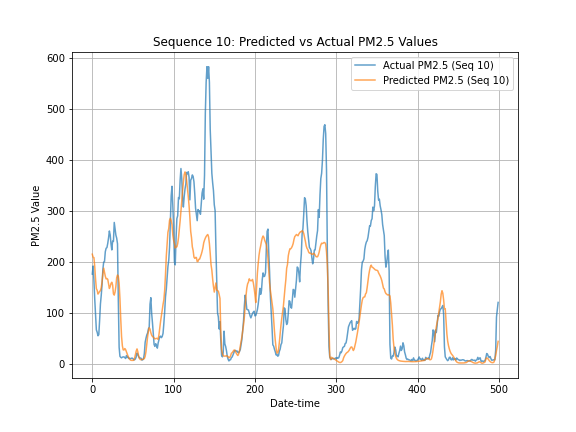 Sequence 10: Predicted vs Actual PM2.5 Values
Actual PM2.5 (Seq 10)
Predicted PM2.5 (Seq 10)
PM2.5 Value
600
500
400
300
200
100
0
0 100 200 300 400 500
Date-time